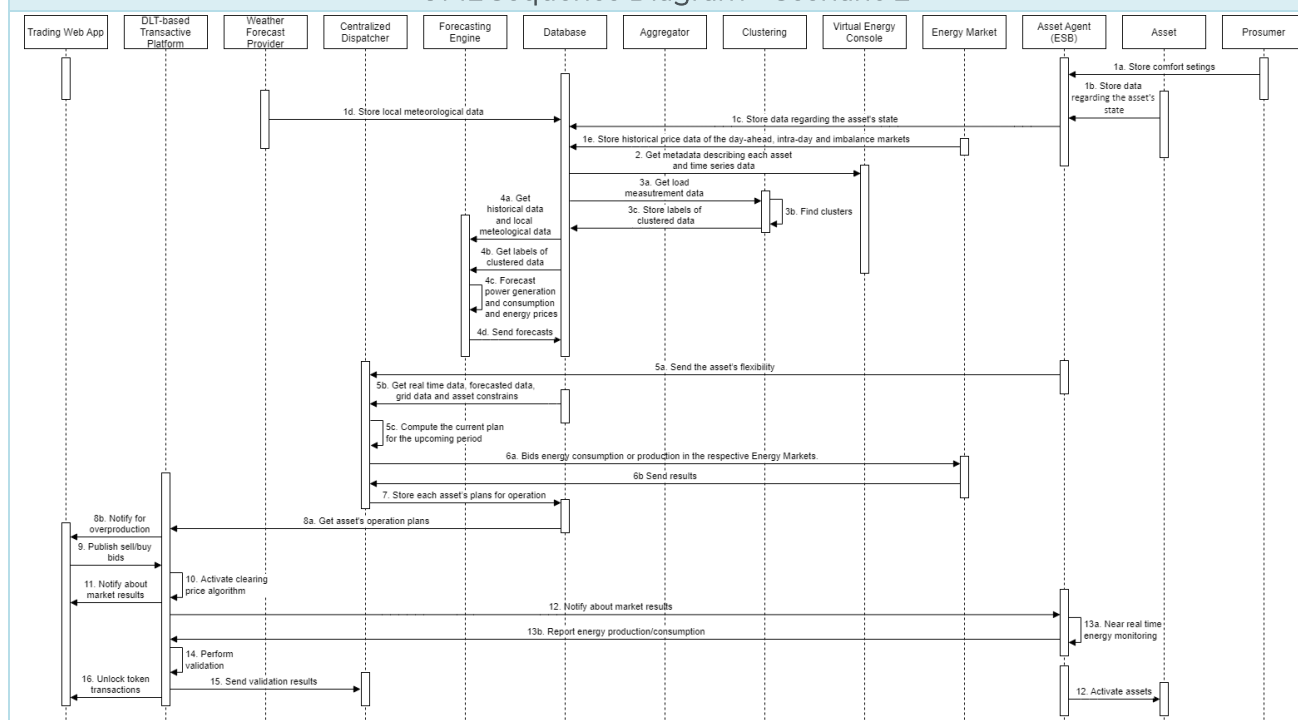 Trading Web App
DLT-based
Transactive
Platform
Weather
Forecast
Provider
Centralized
Dispatcher
Forecasting
Engine
Database
Aggregator
Clustering
Virtual Energy
Console
Energy Market
Asset Agent
(ESB)
Asset
Prosumer
1a. Store comfort setings
1b. Store data
regarding the asset's
state
1d. Store local meteorological data
1c. Store data regarding the asset's state
1e. Store historical price data of the day-ahead, intra-day and imbalance markets
2. Get metadata describing each asset
and time series data
3a. Get load
measutrement data
3b. Find clusters
3c. Store labels of
clustered data
4a. Get
historical data
and local
meteological data
4b. Get labels of
clustered data
4c. Forecast
power generation
and consumption
and energy prices
4d. Send forecasts
5a. Send the asset's flexibility
5b. Get real time data, forecasted data,
grid data and asset constrains
5c. Compute the current plan
for the upcoming period
6a. Bids energy consumption or production in the respective Energy Markets.
6b Send results
7. Store each asset's plans for operation
8a. Get asset's operation plans
8b. Notify for
overproduction
9. Publish sell/buy
bids
10. Activate clearing
price algorithm
11. Notify about
market results
12. Notify about market results
13a. Near real time
energy monitoring
13b. Report energy production/consumption
14. Perform
validation
15. Send validation results
16. Unlock token
transactions
12. Activate assets